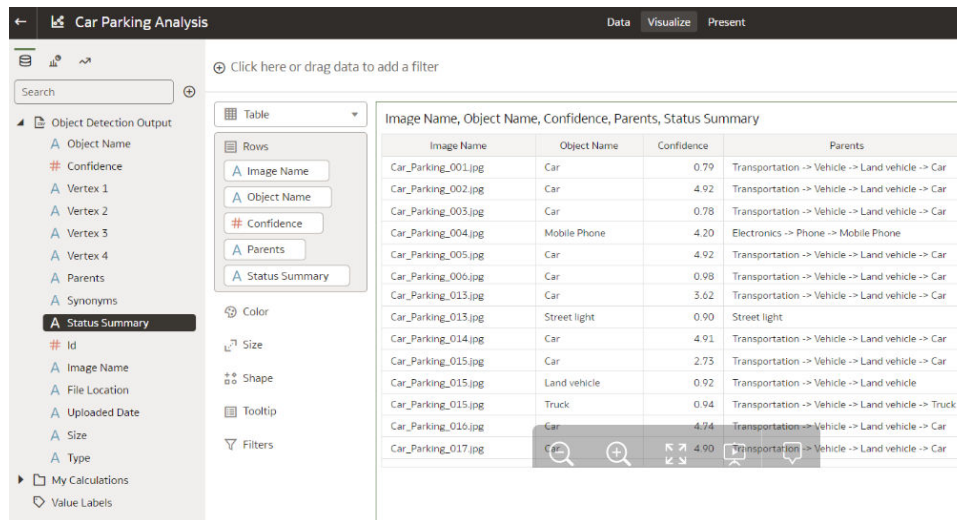 Car Parking Analysis
Data Visualize Present
Click here or drag data to add a filter
Search
Object Detection Output
A Object Name
# Confidence
A Vertex 1
A Vertex 2
A Vertex 3
A Vertex 4
A Parents
A Synonyms
A Status Summary
# Id
A Image Name
A File Location
A Uploaded Date
A Size
A Type
My Calculations
Value Labels
Table
Rows
A Image Name
A Object Name
# Confidence
A Parents
A Status Summary
Color
Size
Shape
Tooltip
Filters
Image Name, Object Name, Confidence, Parents, Status Summary
Image Name Object Name Confidence Parents
Car_Parking_001.jpg Car 0.79 Transportation -> Vehicle -> Land vehicle -> Car
Car_Parking_002.jpg Car 4.92 Transportation -> Vehicle -> Land vehicle -> Car
Car_Parking_003.jpg Car 0.78 Transportation -> Vehicle -> Land vehicle -> Car
Car_Parking_004.jpg Mobile Phone 4.20 Electronics -> Phone -> Mobile Phone
Car_Parking_005.jpg Car 4.92 Transportation -> Vehicle -> Land vehicle -> Car
Car_Parking_006.jpg Car 0.98 Transportation -> Vehicle -> Land vehicle -> Car
Car_Parking_013.jpg Car 3.62 Transportation -> Vehicle -> Land vehicle -> Car
Car_Parking_013.jpg Street light 0.90 Street light
Car_Parking_014.jpg Car 4.91 Transportation -> Vehicle -> Land vehicle -> Car
Car_Parking_015.jpg Car 2.73 Transportation -> Vehicle -> Land vehicle -> Car
Car_Parking_015.jpg Land vehicle 0.92 Transportation -> Vehicle -> Land vehicle
Car_Parking_015.jpg Truck 0.94 Transportation -> Vehicle -> Land vehicle -> Truck
Car_Parking_016.jpg Car 4.74 Transportation -> Vehicle -> Land vehicle -> Car
Car_Parking_017.jpg Car 4.90 Transportation -> Vehicle -> Land vehicle -> Car